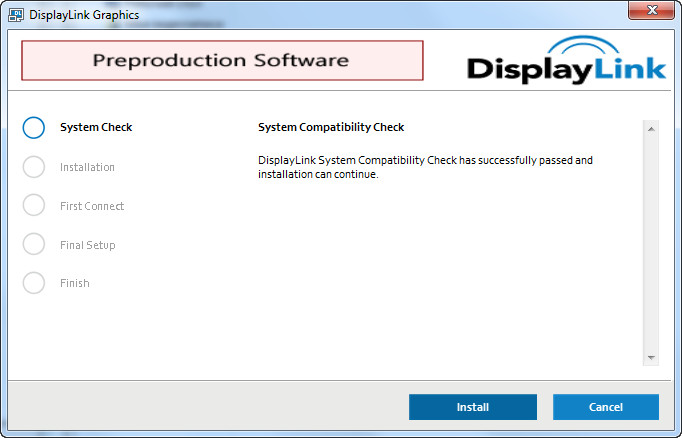 DisplayLink Graphics
Preproduction Software
DisplayLink
System Check
Installation
First Connect
Final Setup
Finish
System Compatibility Check
DisplayLink System Compatibility Check has successfully passed and
installation can continue.
Install
Cancel